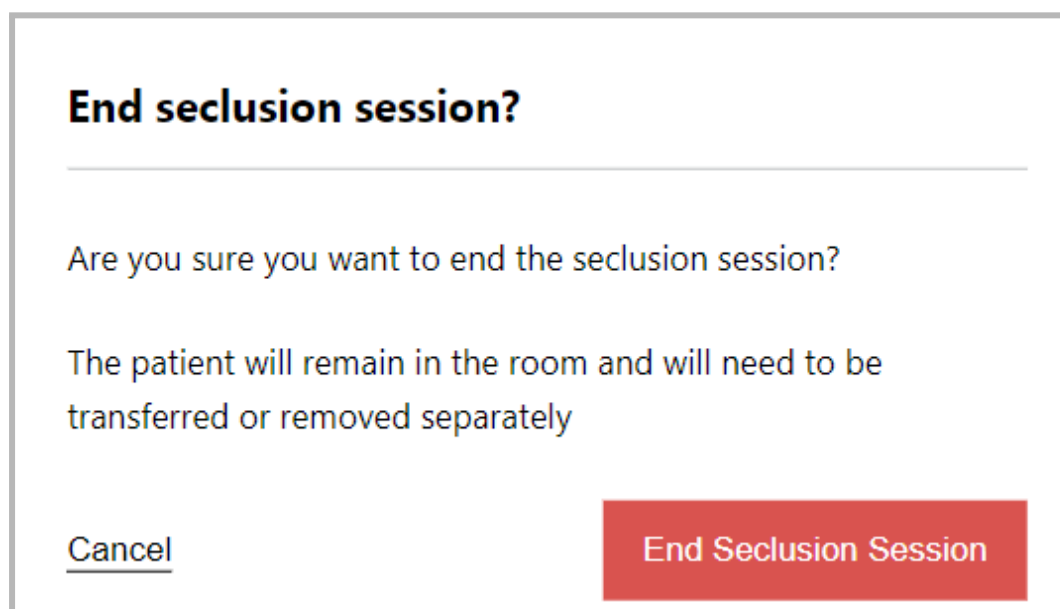 End seclusion session?
Are you sure you want to end the seclusion session?
The patient will remain in the room and will need to be
transferred or removed separately
Cancel
End Seclusion Session